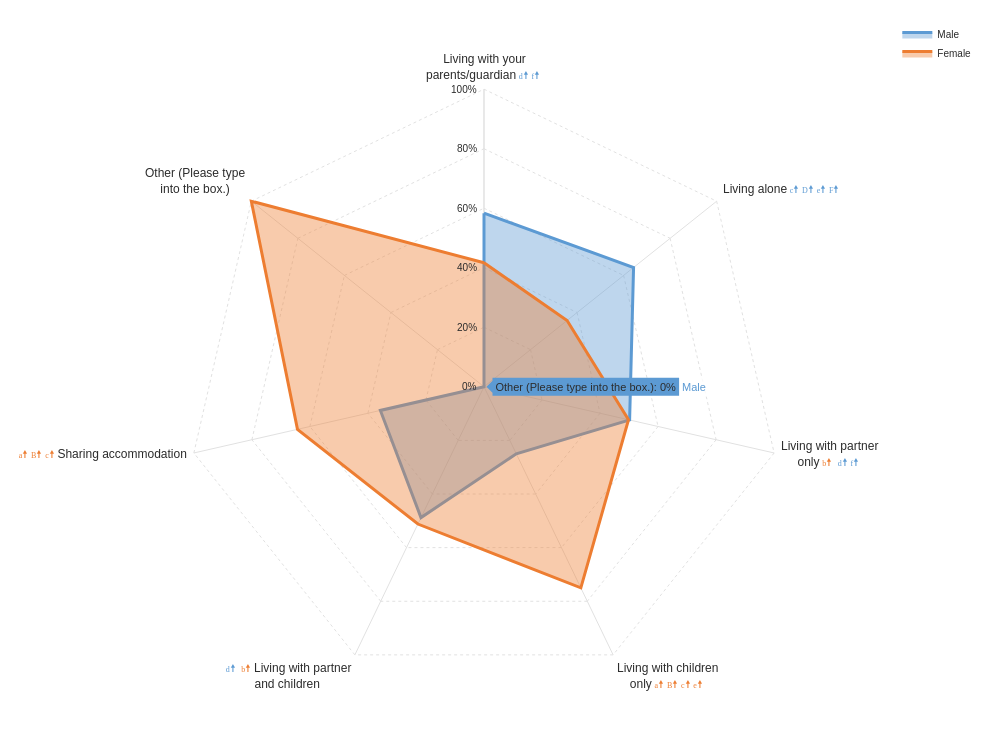 Male
Female
Living with your
parents/guardian d↑ f↑
100%
80%
60%
40%
20%
0%
Other (Please type
into the box.)
Living alone c↑ D↑ e↑ F↑
Other (Please type into the box.): 0% Male
Living with partner
only b↑ d↑ f↑
a↑ B↑ c↑ Sharing accommodation
d↑ b↑ Living with partner
and children
Living with children
only a↑ B↑ c↑ e↑